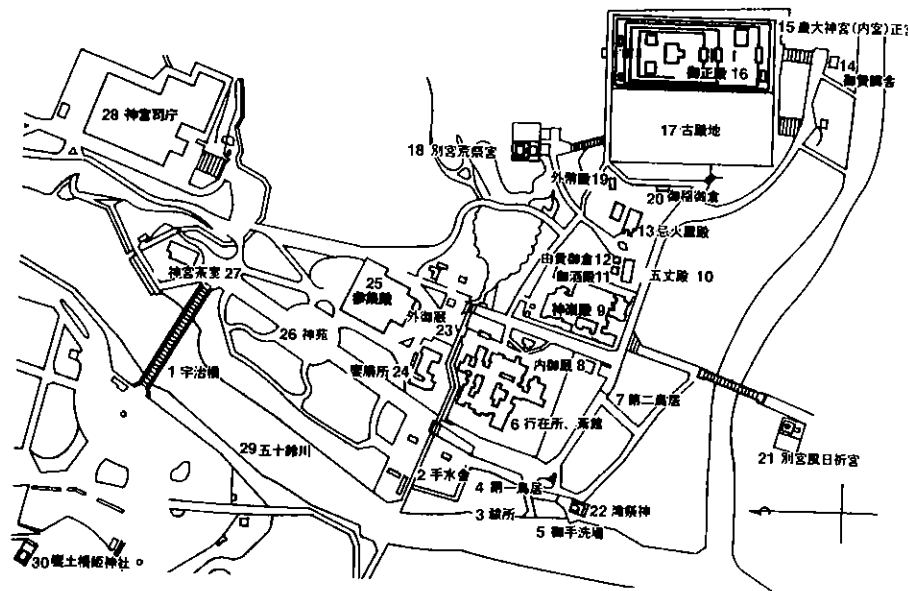 15 皇大神宮(内宮)正宮
14
御贄調舎
御正殿 16
28 神宮司庁
17 古殿地
18 別宮荒祭宮
外幣殿 19
20 御稲御倉
13 忌火屋殿
由貴御倉 12
御酒殿 11
五丈殿 10
神宮茶室 27
25
参集殿
外御厩
23
神楽殿 9
26 神苑
饗膳所 24
内御厩 8
1 宇治橋
7 第二鳥居
6 行在所、斎館
29 五十鈴川
2 手水舎
4 第一鳥居
21 別宮風日祈宮
3 祓所
22 滝祭神
5 御手洗場
30 饗土橋姫神社